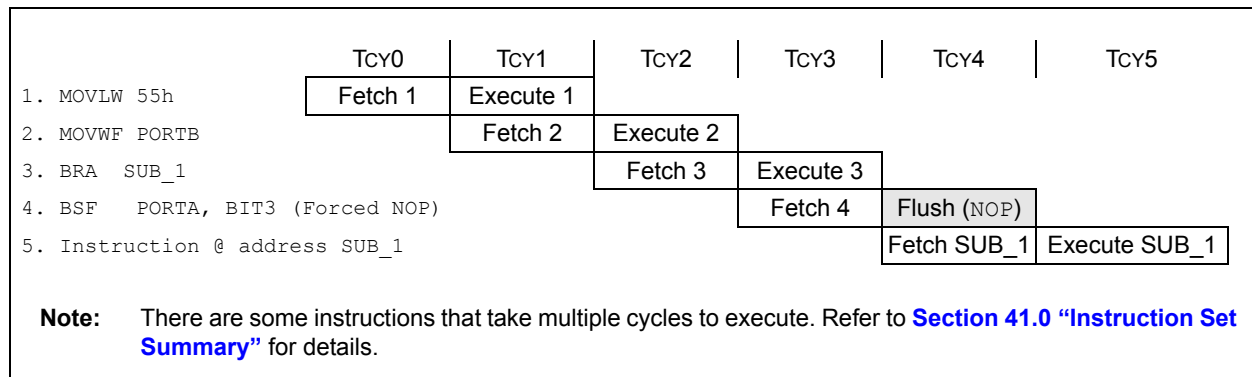 TCY0 TCY1 TCY2 TCY3 TCY4 TCY5
1. MOVLW 55h Fetch 1 Execute 1
2. MOVWF PORTB Fetch 2 Execute 2
3. BRA SUB_1 Fetch 3 Execute 3
4. BSF PORTA, BIT3 (Forced NOP) Fetch 4 Flush (NOP)
5. Instruction @ address SUB_1 Fetch SUB_1 Execute SUB_1
Note: There are some instructions that take multiple cycles to execute. Refer to Section 41.0 “Instruction Set
Summary” for details.